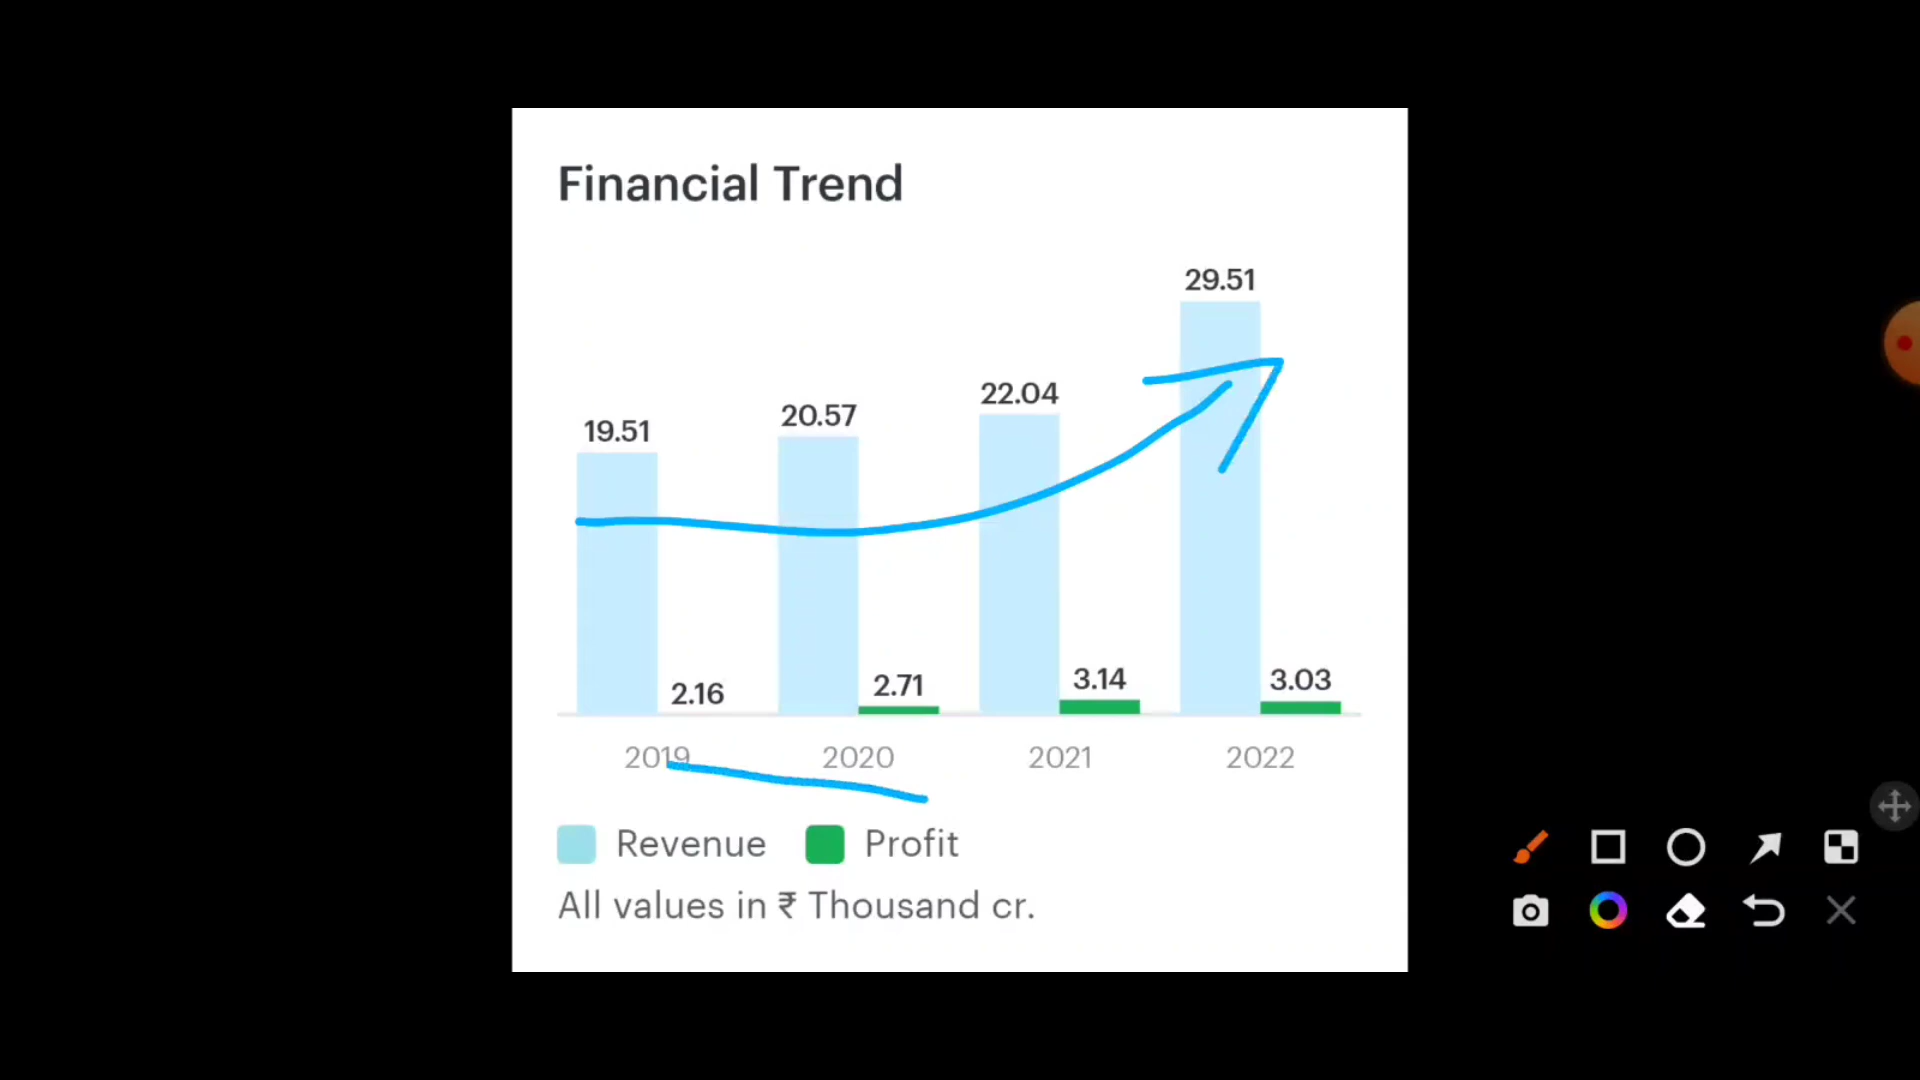 Financial Trend
29.51
22.04
20.57
19.51
3.14
3.03
2.71
2.16
2019 2020 2021 2022
Revenue Profit
All values in ₹ Thousand cr.